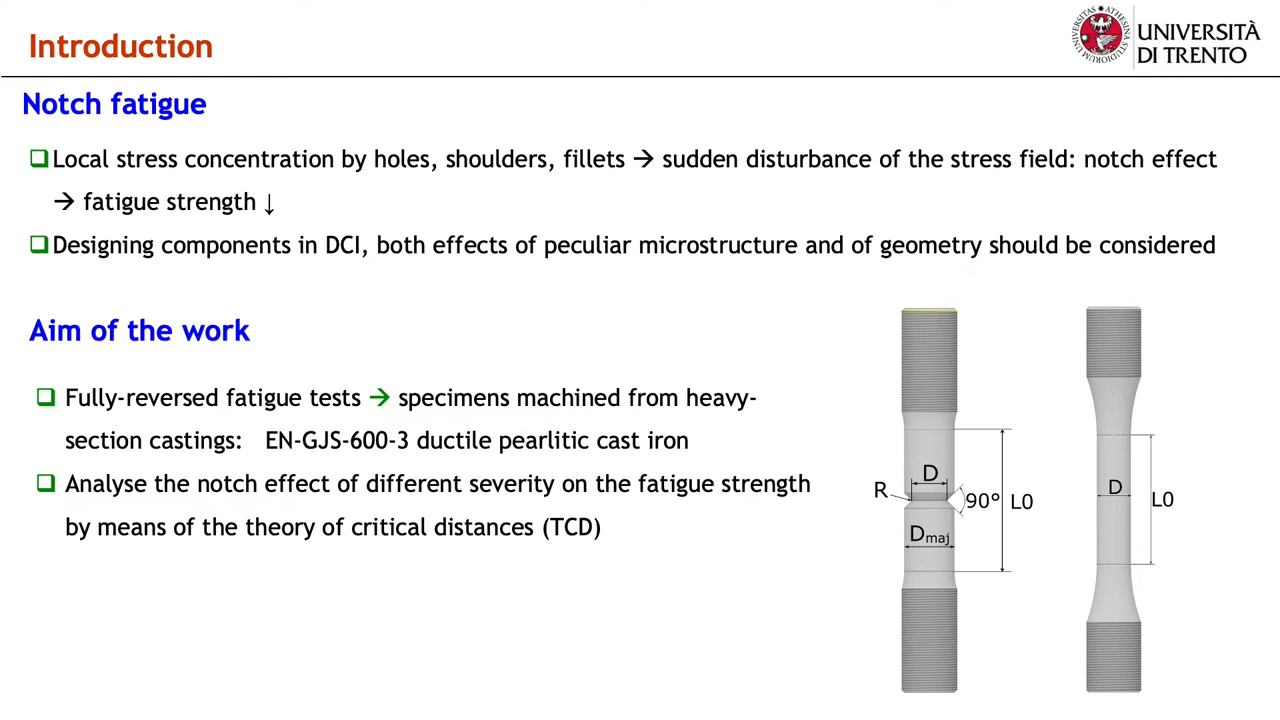 Introduction
UNIVERSITÀ
DI TRENTO
Notch fatigue
Local stress concentration by holes, shoulders, fillets → sudden disturbance of the stress field: notch effect
→ fatigue strength ↓
Designing components in DCI, both effects of peculiar microstructure and of geometry should be considered
Aim of the work
Fully-reversed fatigue tests → specimens machined from heavy-
section castings: EN-GJS-600-3 ductile pearlitic cast iron
Analyse the notch effect of different severity on the fatigue strength
by means of the theory of critical distances (TCD)
D
R
90°
L0
Dmaj
D
L0